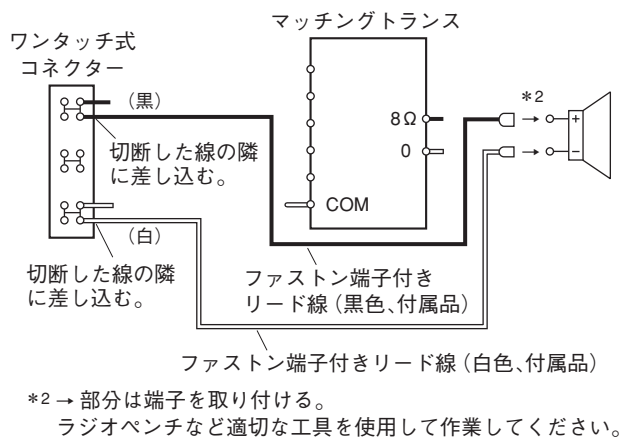 マッチングトランス
ワンタッチ式
コネクター
(黒)
*2
8Ω
+
切断した線の隣
に差し込む。
0
−
COM
(白)
切断した線の隣
に差し込む。
ファストン端子付き
リード線(黒色、付属品)
ファストン端子付きリード線(白色、付属品)
*2 → 部分は端子を取り付ける。
ラジオペンチなど適切な工具を使用して作業してください。